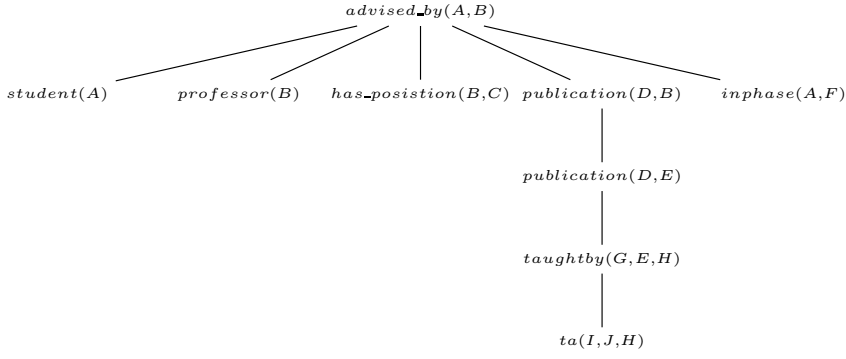 advised_by(A,B)
student(A) professor(B) has_posistion(B,C) publication(D,B) inphase(A,F)
publication(D,E)
taughtby(G,E,H)
ta(I,J,H)